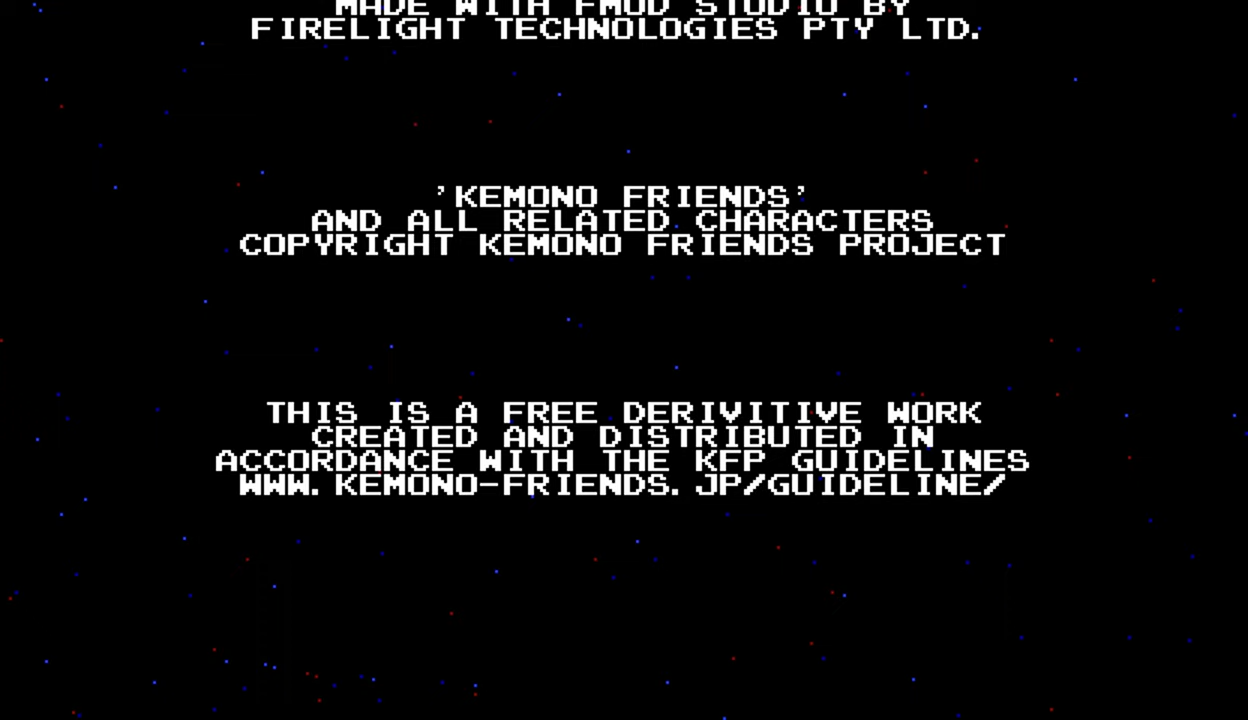 MADE WITH FMOD STUDIO BY
FIRELIGHT TECHNOLOGIES PTY LTD.
'KEMONO FRIENDS'
AND ALL RELATED CHARACTERS
COPYRIGHT KEMONO FRIENDS PROJECT
THIS IS A FREE DERIVITIVE WORK
CREATED AND DISTRIBUTED IN
ACCORDANCE WITH THE KFP GUIDELINES
WWW.KEMONO-FRIENDS.JP/GUIDELINE/